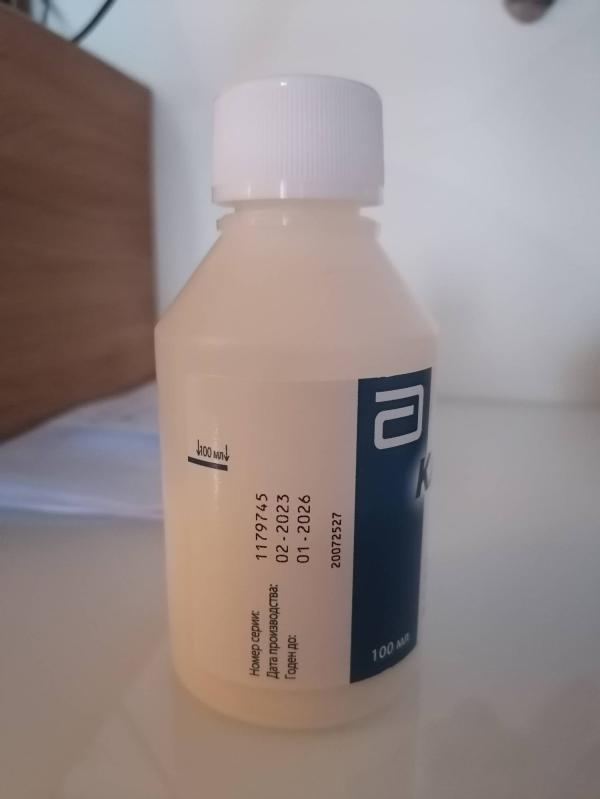 ↓100 мл↓
Номер серии: 1179745
Дата производства: 02-2023
Годен до: 01-2026
20072527
100 мл